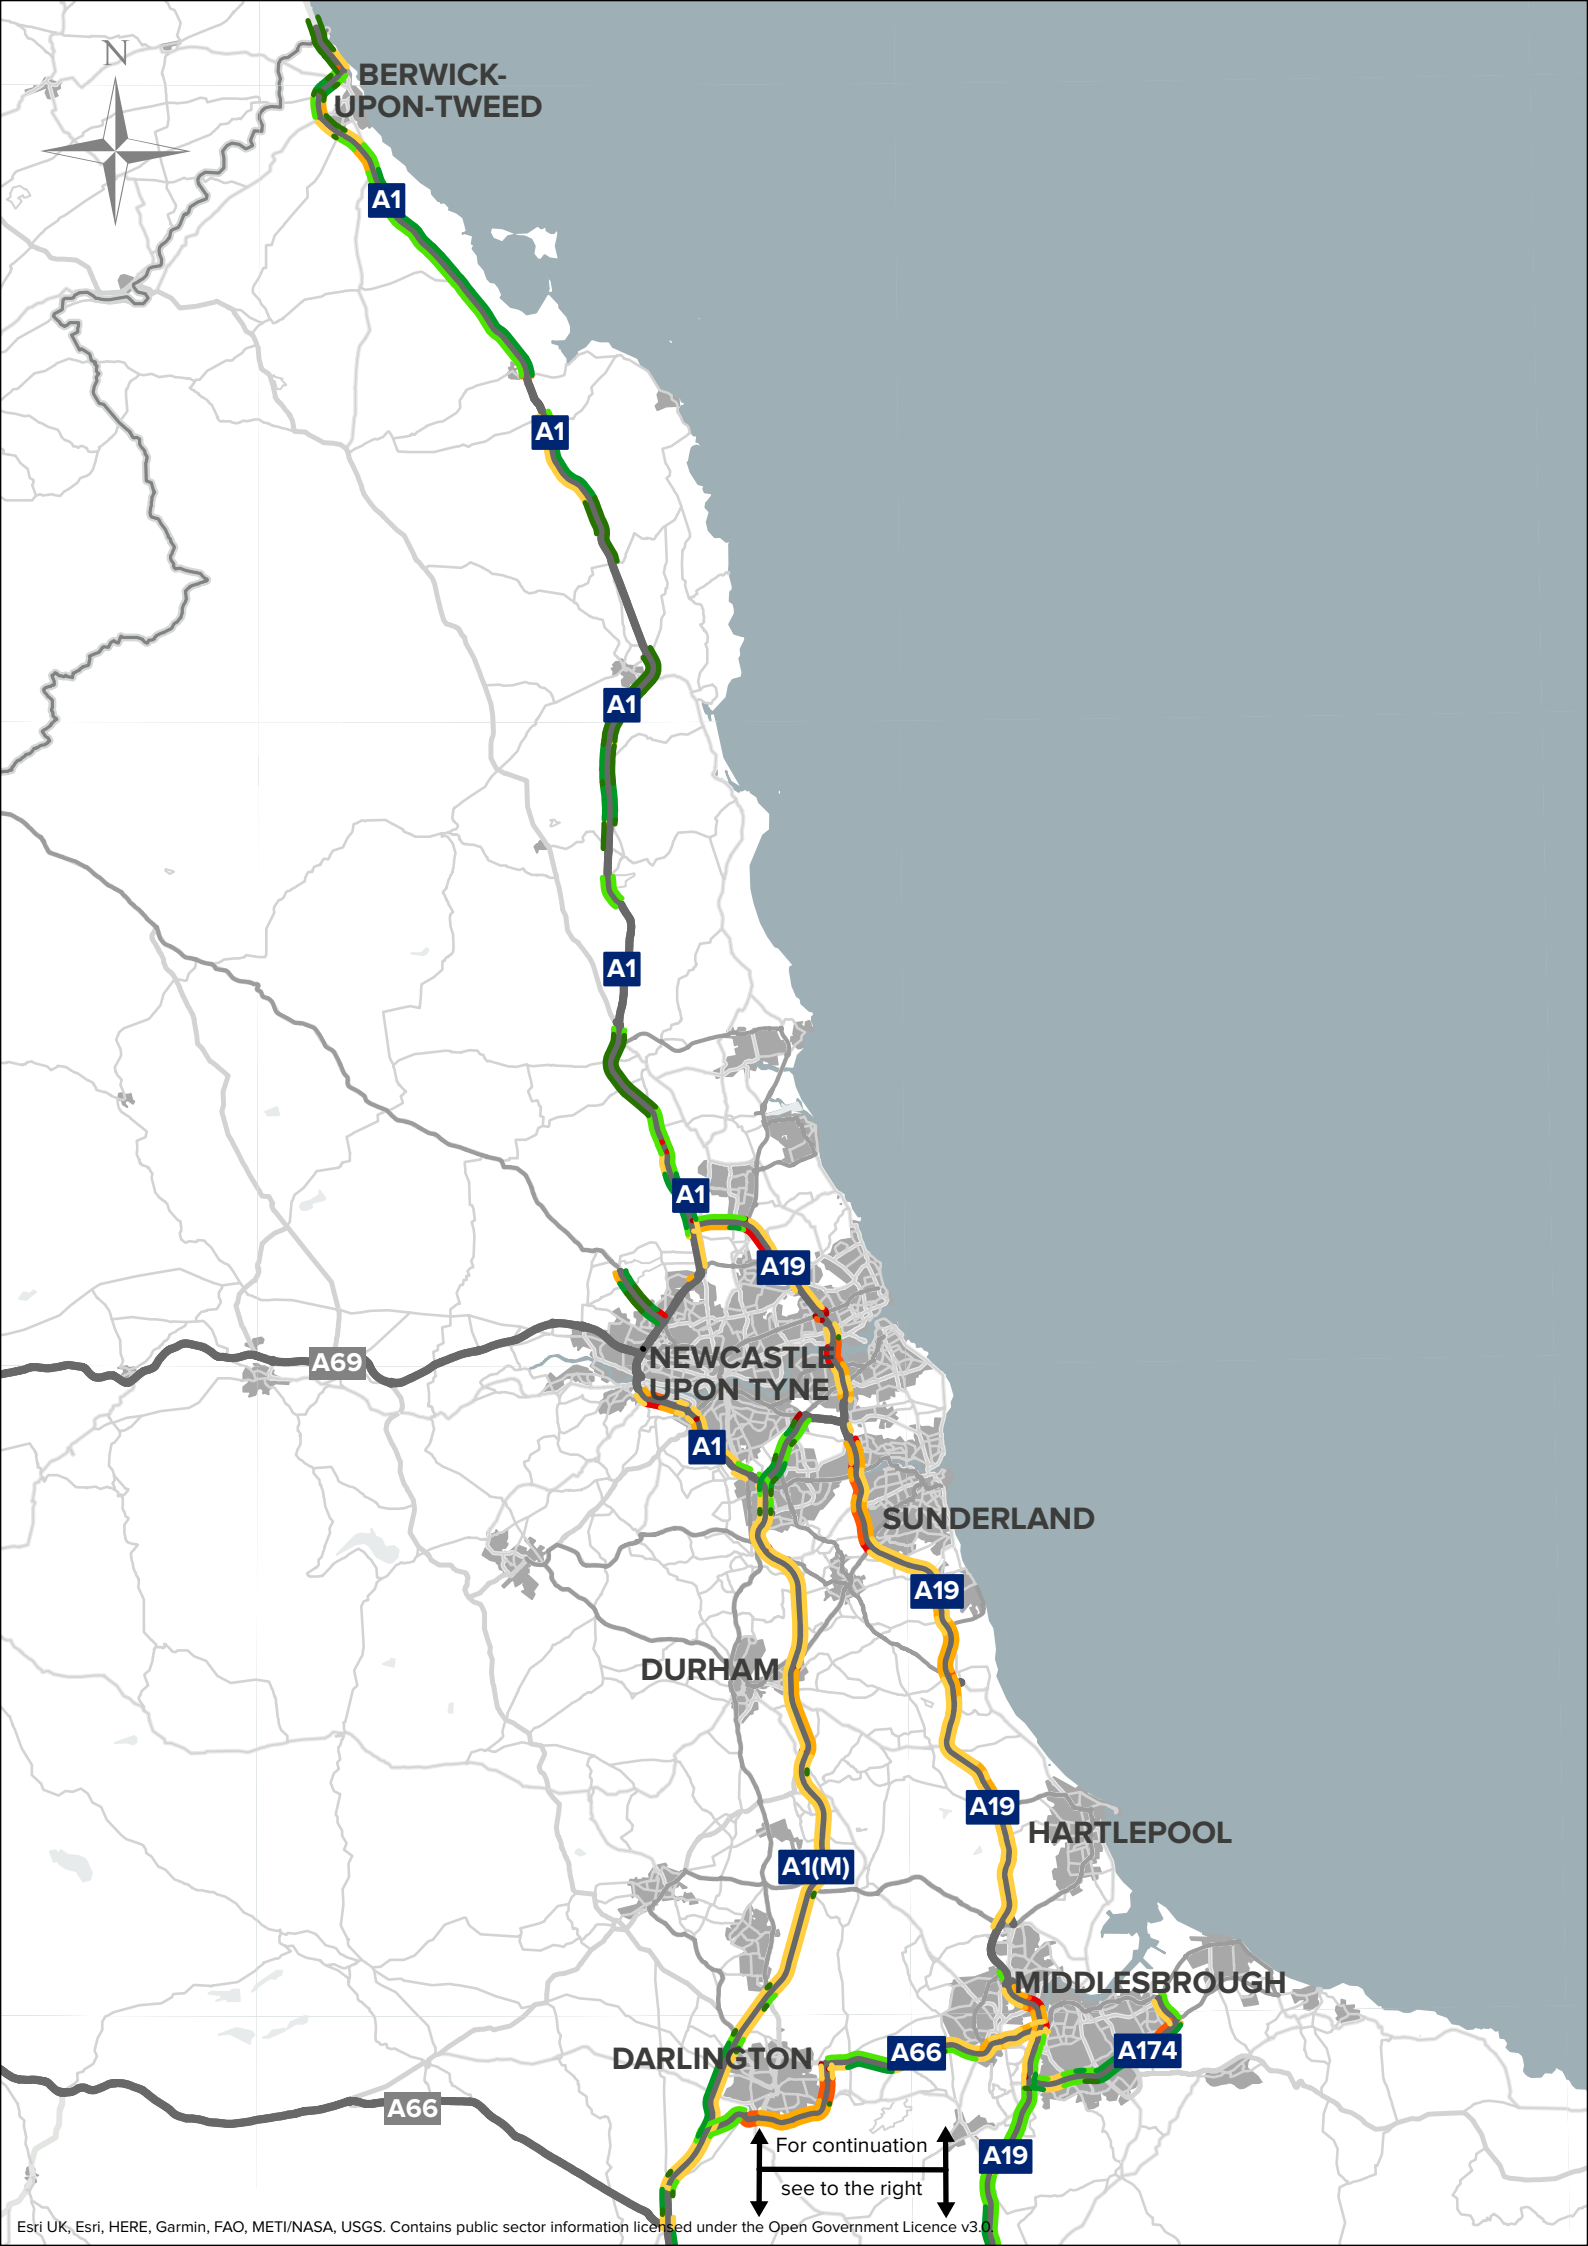 N
BERWICK-
UPON-TWEED
A1
A1
A1
A1
A1
A19
A69
NEWCASTLE
UPON TYNE
A1
SUNDERLAND
A19
DURHAM
A19
HARTLEPOOL
A1(M)
MIDDLESBROUGH
DARLINGTON
A66
A174
A66
For continuation
see to the right
A19
Esri UK, Esri, HERE, Garmin, FAO, METI/NASA, USGS. Contains public sector information licensed under the Open Government Licence v3.0.